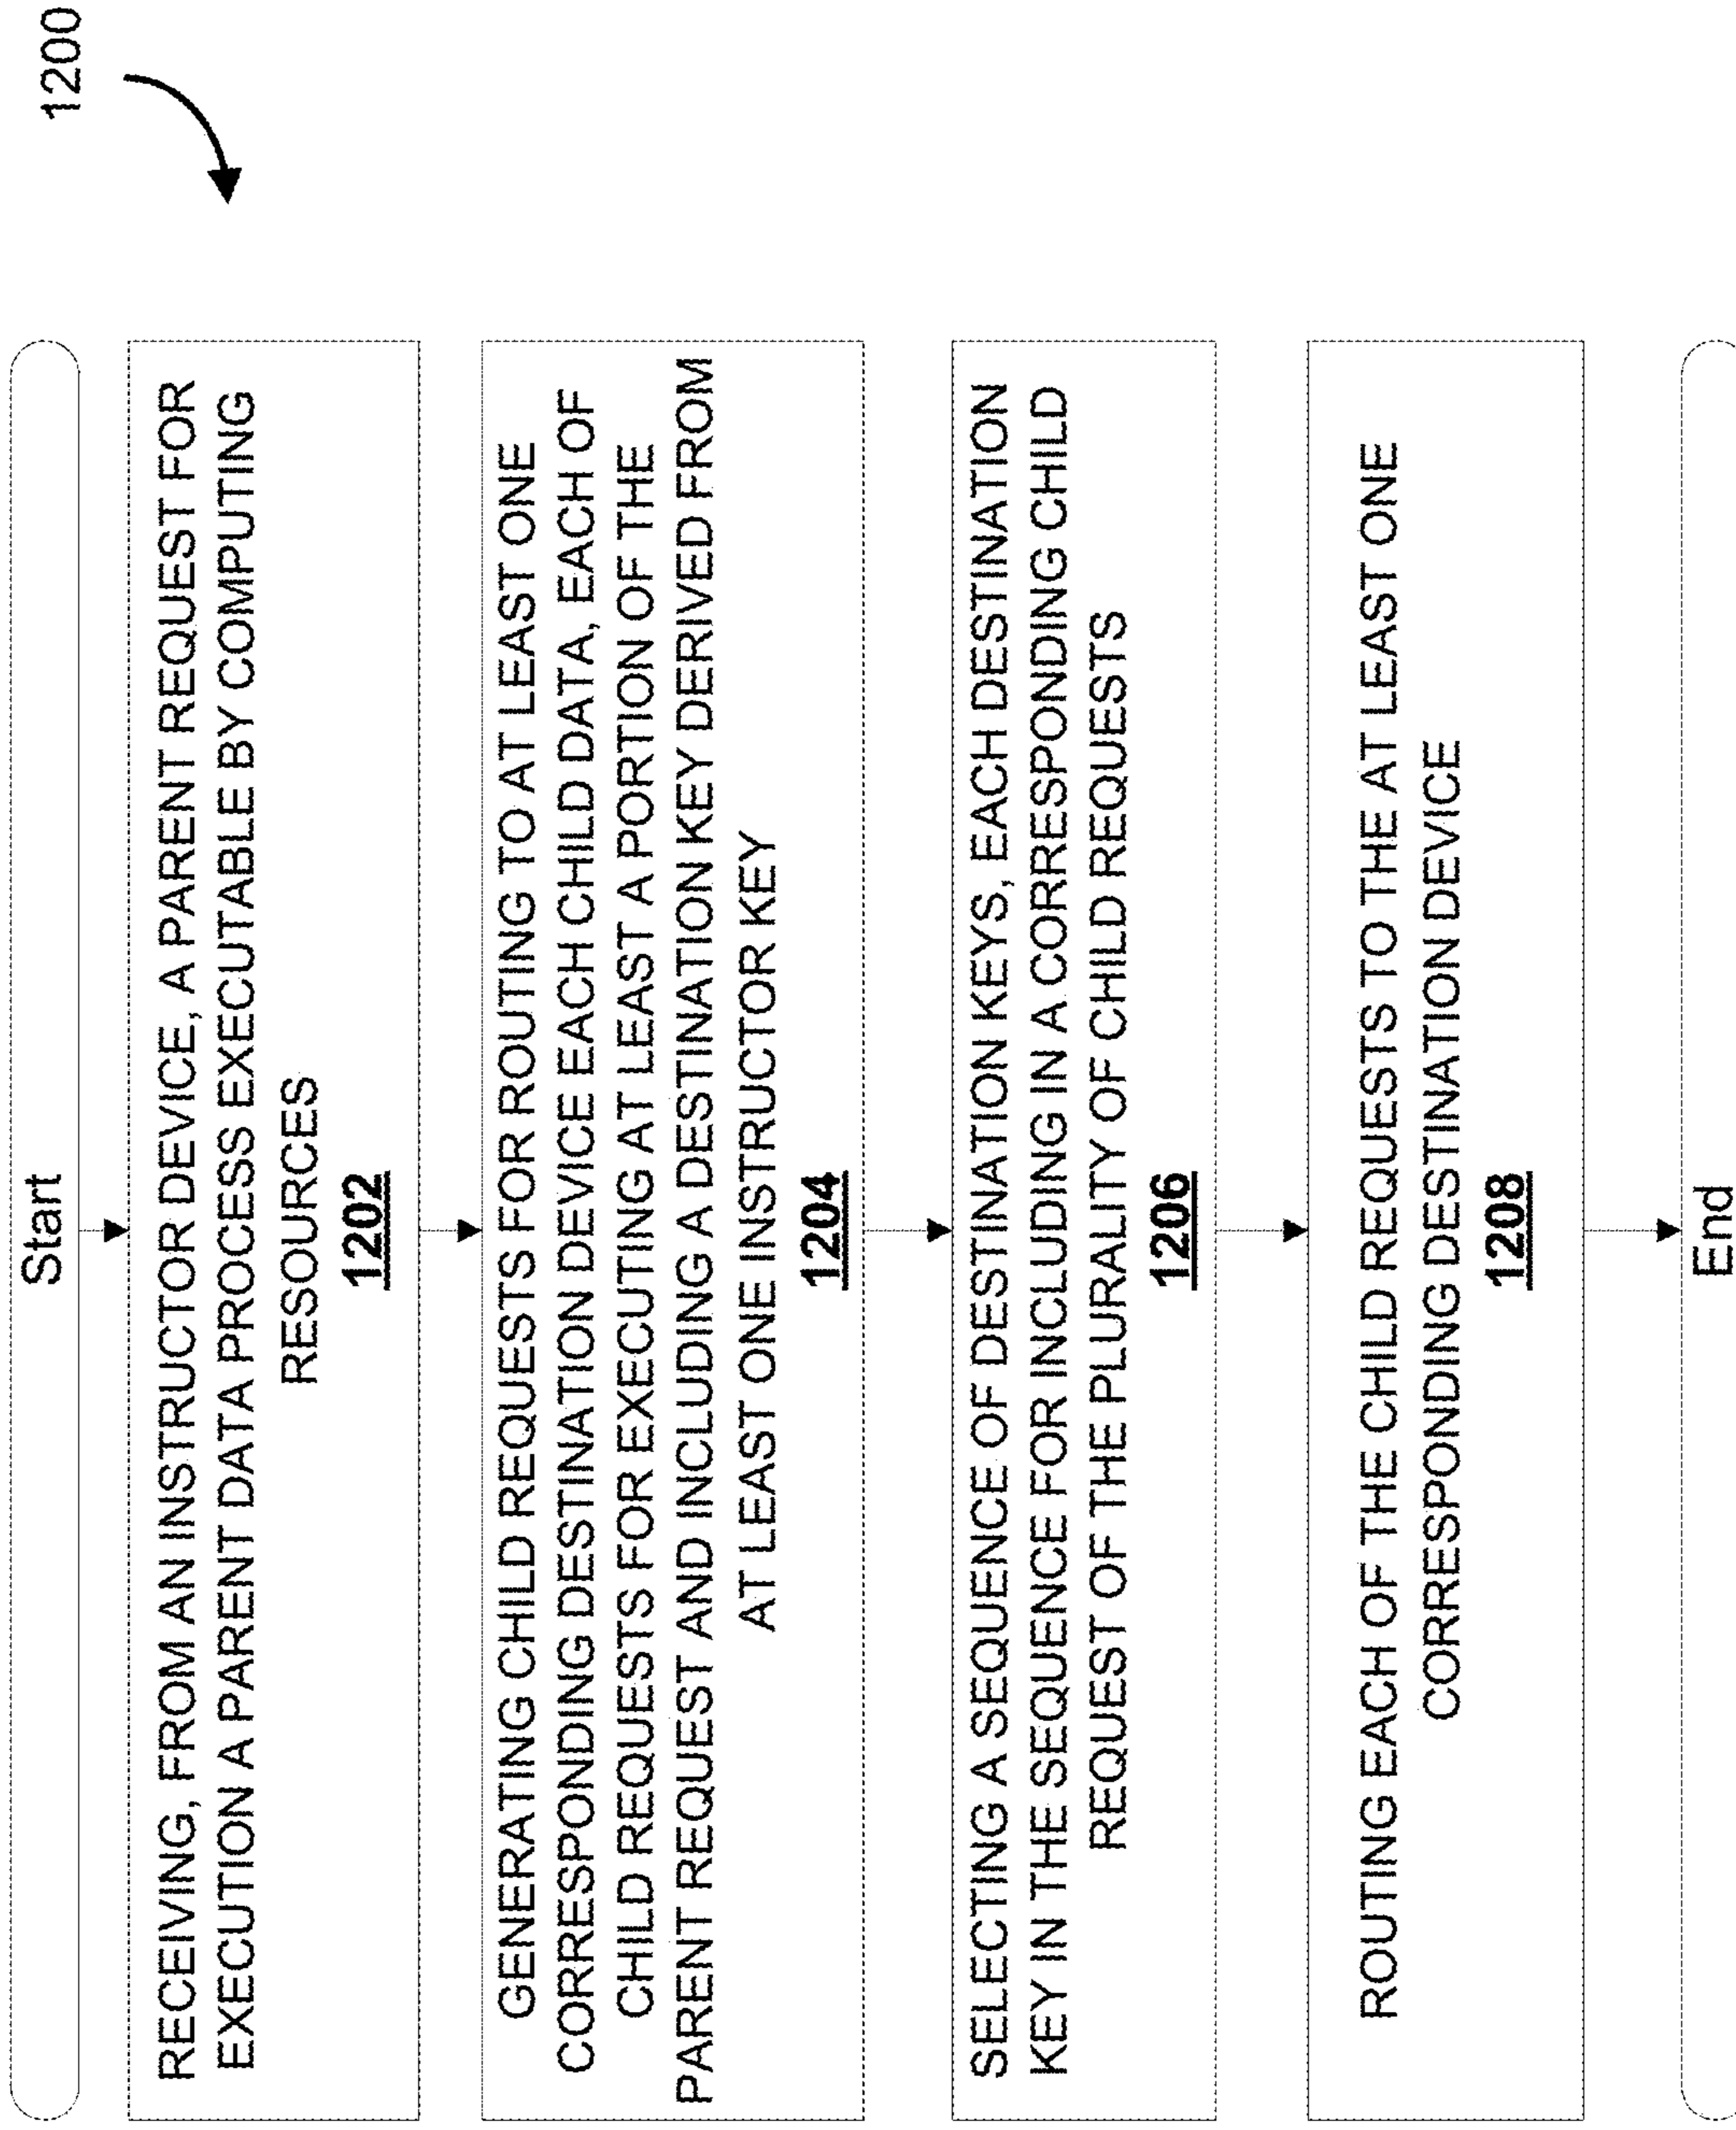 1200
Start
RECEIVING, FROM AN INSTRUCTOR DEVICE, A PARENT REQUEST FOR
EXECUTION A PARENT DATA PROCESS EXECUTABLE BY COMPUTING
RESOURCES
1202
GENERATING CHILD REQUESTS FOR ROUTING TO AT LEAST ONE
CORRESPONDING DESTINATION DEVICE EACH CHILD DATA, EACH OF
CHILD REQUESTS FOR EXECUTING AT LEAST A PORTION OF THE
PARENT REQUEST AND INCLUDING A DESTINATION KEY DERIVED FROM
AT LEAST ONE INSTRUCTOR KEY
1204
SELECTING A SEQUENCE OF DESTINATION KEYS, EACH DESTINATION
KEY IN THE SEQUENCE FOR INCLUDING IN A CORRESPONDING CHILD
REQUEST OF THE PLURALITY OF CHILD REQUESTS
1206
ROUTING EACH OF THE CHILD REQUESTS TO THE AT LEAST ONE
CORRESPONDING DESTINATION DEVICE
1208
End